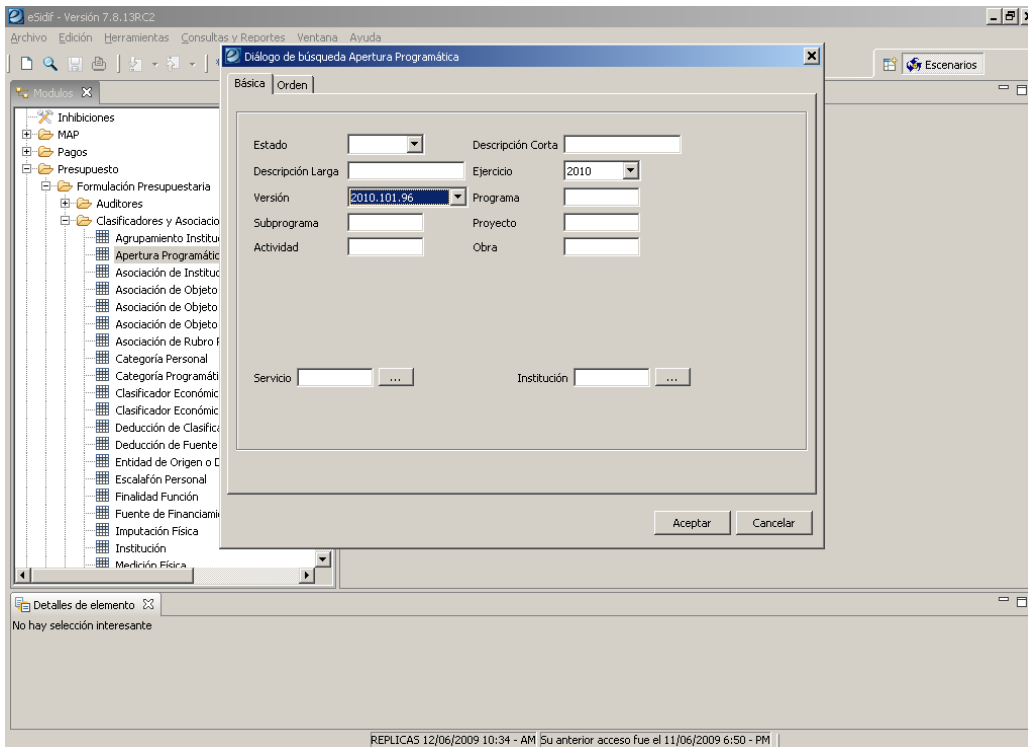 eSidif - Versión 7.8.13RC2
Archivo Edición Herramientas Consultas y Reportes Ventana Ayuda
Escenarios
Modulos
Inhibiciones
MAP
Pagos
Presupuesto
Formulación Presupuestaria
Auditores
Clasificadores y Asociacio
Agrupamiento Institu
Apertura Programátic
Asociación de Instituc
Asociación de Objeto
Asociación de Objeto
Asociación de Objeto
Asociación de Rubro
Categoría Personal
Categoría Programáti
Clasificador Económic
Clasificador Económic
Deducción de Clasific
Deducción de Fuente
Entidad de Origen o D
Escalafón Personal
Finalidad Función
Fuente de Financiami
Imputación Física
Institución
Medición Física
Diálogo de búsqueda Apertura Programática
Básica Orden
Estado Descripción Corta
Descripción Larga Ejercicio 2010
Versión 2010.101.96 Programa
Subprograma Proyecto
Actividad Obra
Servicio ... Institución ...
Aceptar Cancelar
Detalles de elemento
No hay selección interesante
REPLICAS 12/06/2009 10:34 - AM Su anterior acceso fue el 11/06/2009 6:50 - PM